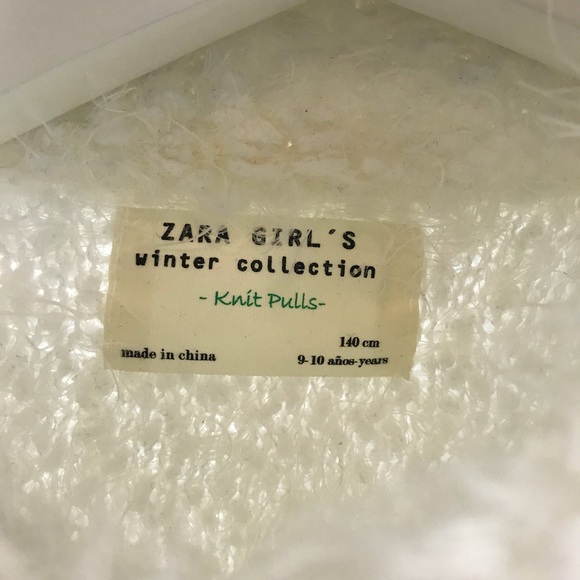 ZARA GIRL´S
winter collection
- Knit Pulls-
140 cm
made in china
9-10 años-years